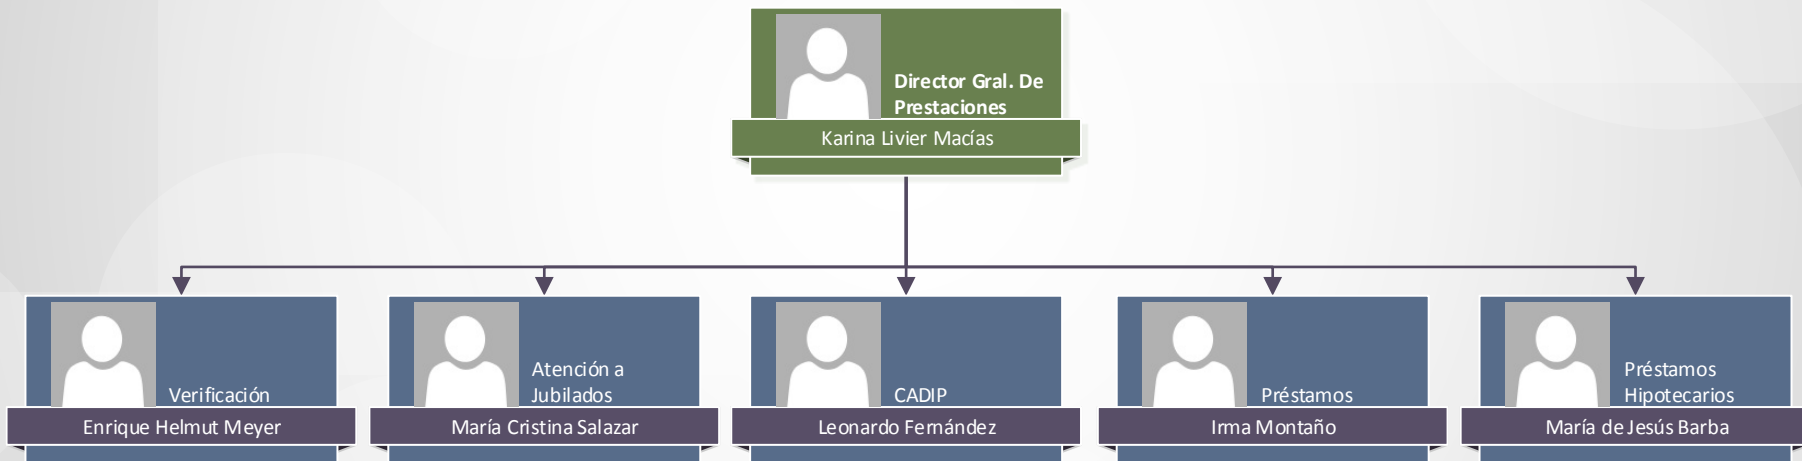 Director Gral. De
Prestaciones
Karina Livier Macías
Verificación
Enrique Helmut Meyer
Atención a
Jubilados
María Cristina Salazar
CADIP
Leonardo Fernández
Préstamos
Irma Montaño
Préstamos
Hipotecarios
María de Jesús Barba